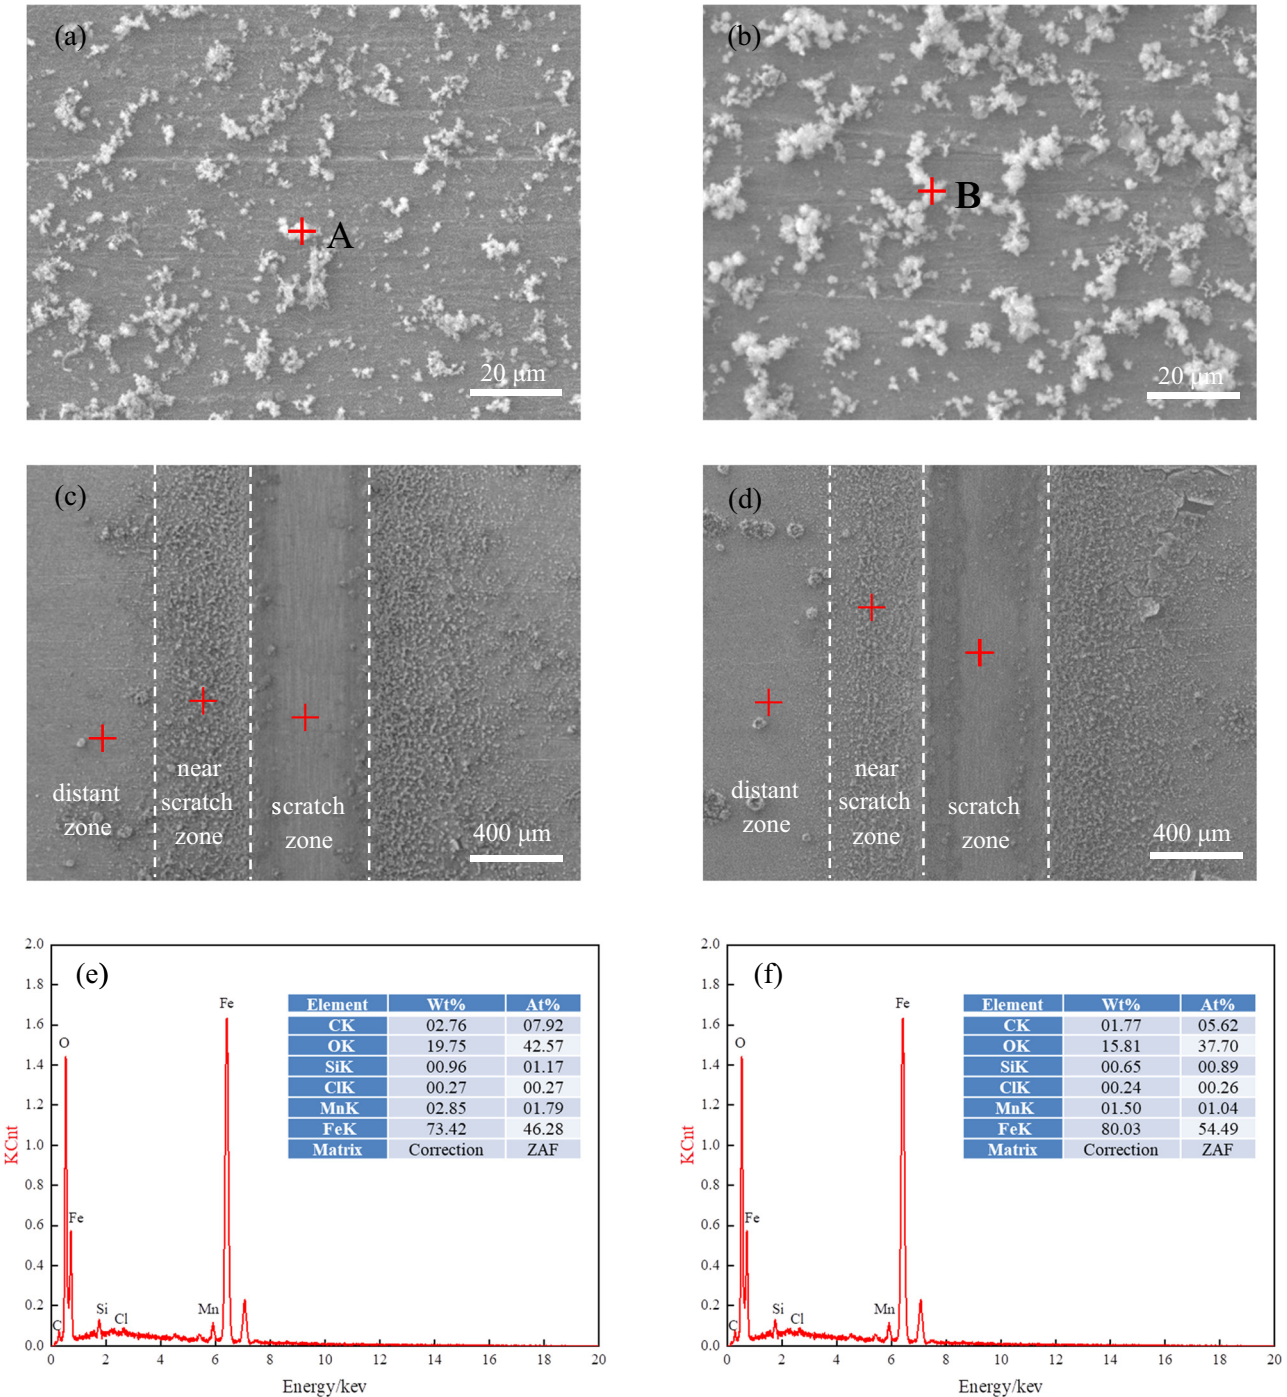 (a)
A
20 μm
(b)
B
20 μm
(c)
distant
zone
near
scratch
zone
scratch
zone
400 μm
(d)
distant
zone
near
scratch
zone
scratch
zone
400 μm
(e)
KCnt
2.0
1.8
1.6
1.4
1.2
1.0
0.8
0.6
0.4
0.2
0.0
O
Fe
C
Si
Cl
Mn
Fe
Element Wt% At%
CK 02.76 07.92
OK 19.75 42.57
SiK 00.96 01.17
ClK 00.27 00.27
MnK 02.85 01.79
FeK 73.42 46.28
Matrix Correction ZAF
0 2 4 6 8 10 12 14 16 18 20
Energy/kev
(f)
KCnt
2.0
1.8
1.6
1.4
1.2
1.0
0.8
0.6
0.4
0.2
0.0
O
Fe
C
Si
Cl
Mn
Fe
Element Wt% At%
CK 01.77 05.62
OK 15.81 37.70
SiK 00.65 00.89
ClK 00.24 00.26
MnK 01.50 01.04
FeK 80.03 54.49
Matrix Correction ZAF
0 2 4 6 8 10 12 14 16 18 20
Energy/kev